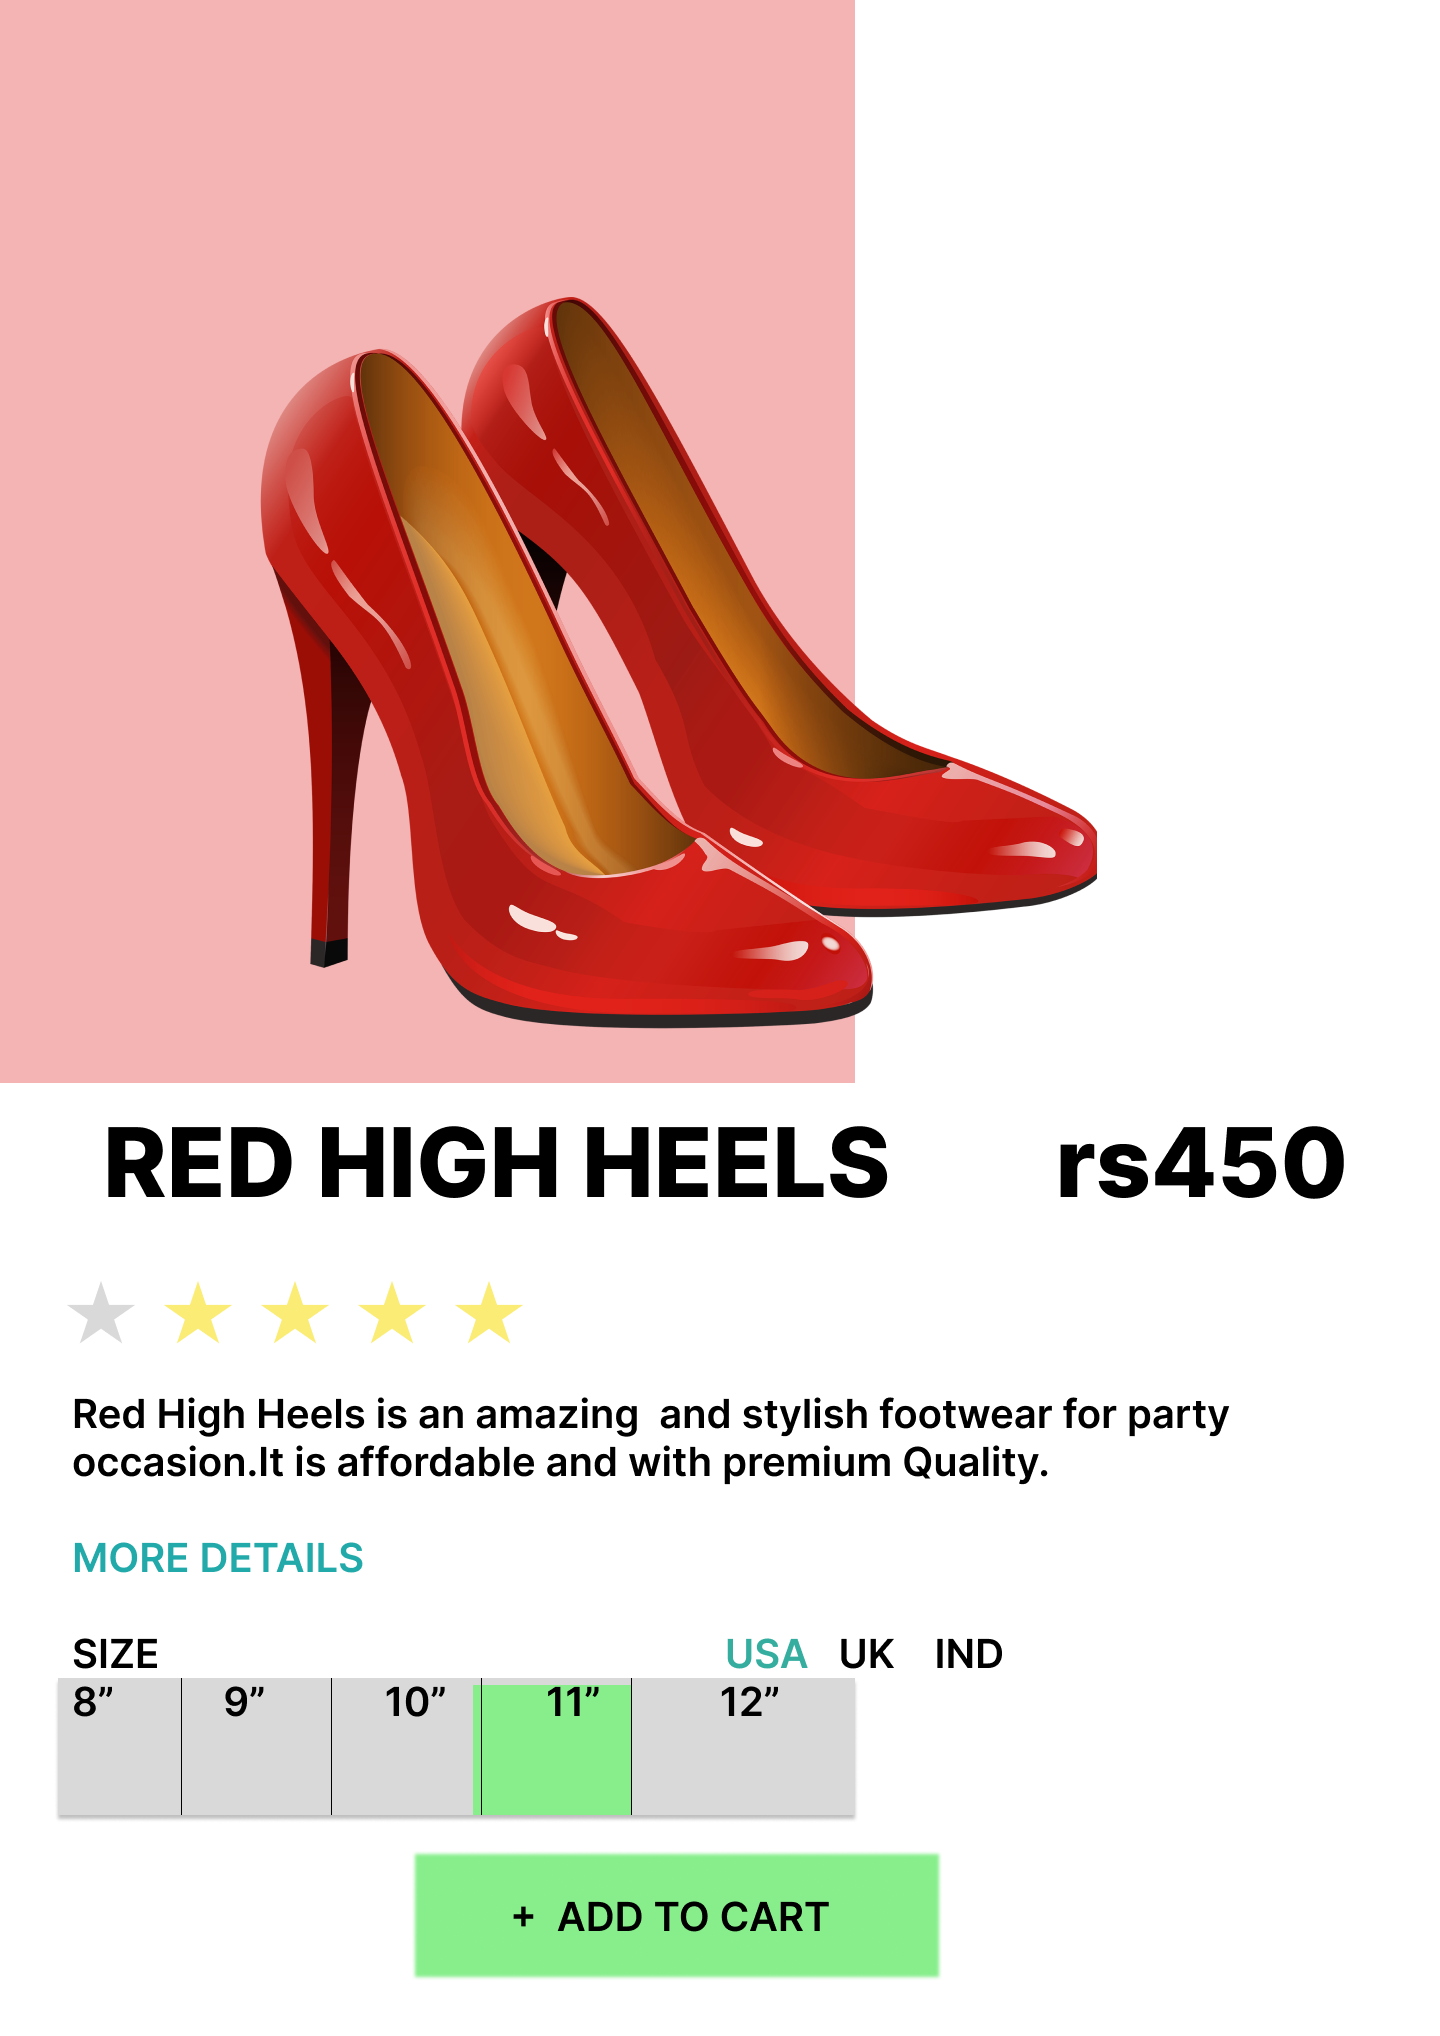 RED HIGH HEELS rs450
Red High Heels is an amazing  and stylish footwear for party
occasion.It is affordable and with premium Quality.
MORE DETAILS
SIZE USA UK IND
8” 9” 10” 11” 12”
+ ADD TO CART